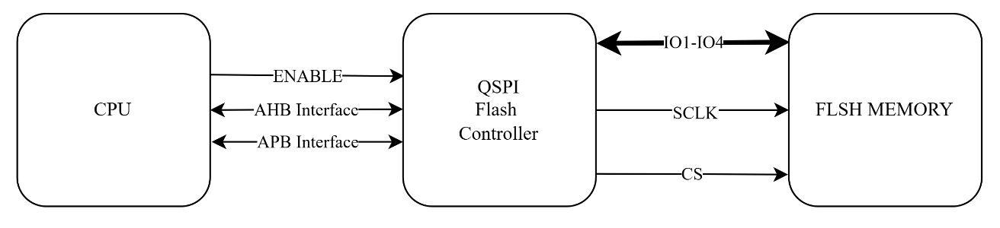 CPU
ENABLE
AHB Interface
APB Interface
QSPI
Flash
Controller
IO1-IO4
SCLK
CS
FLSH MEMORY